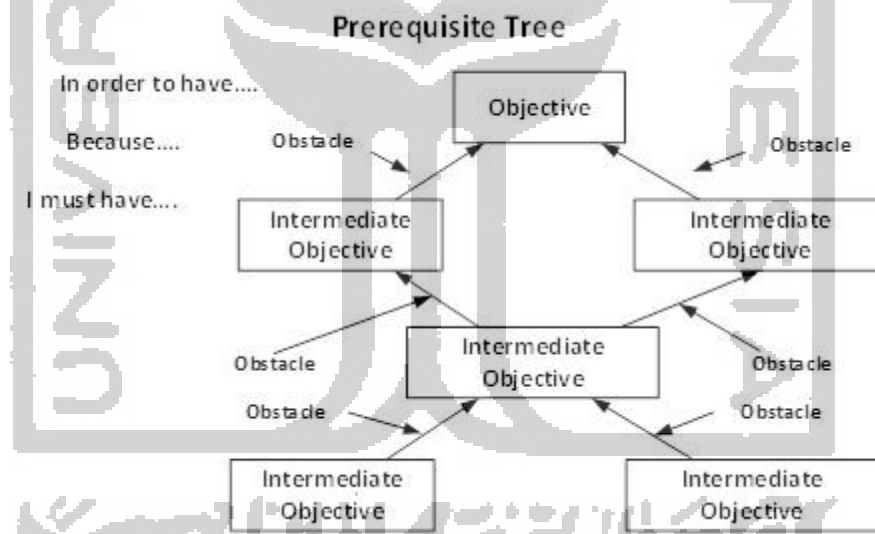 Prerequisite Tree
In order to have....
Objective
Because....
Obstacle
Obstacle
I must have....
Intermediate
Objective
Intermediate
Objective
Obstacle
Obstacle
Intermediate
Objective
Obstacle
Obstacle
Intermediate
Objective
Intermediate
Objective